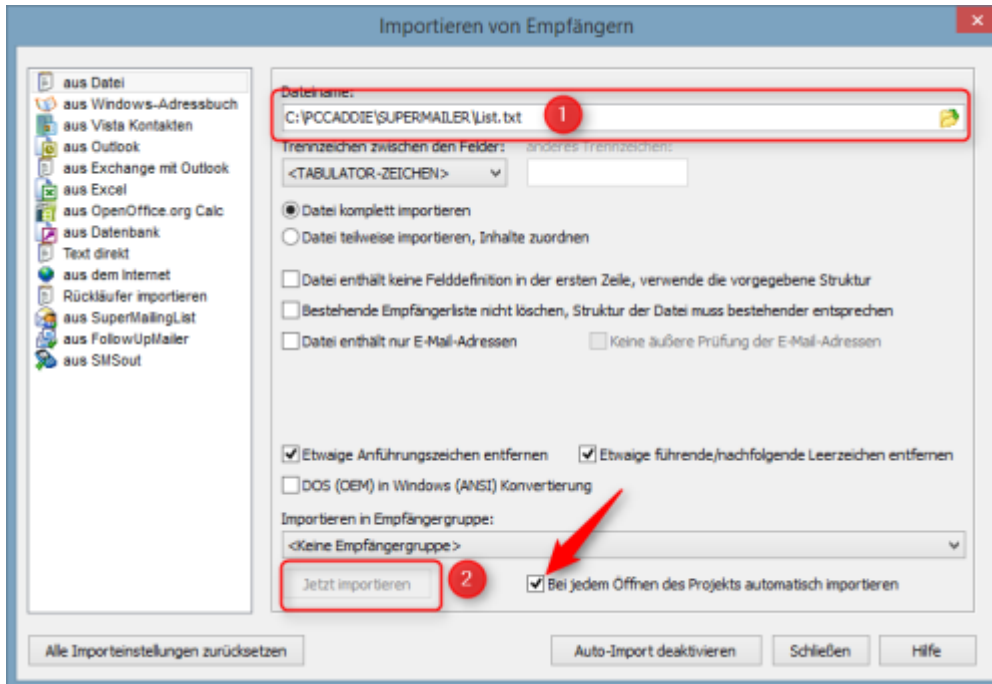 Importieren von Empfängern
aus Datei
aus Windows-Adressbuch
aus Vista Kontakten
aus Outlook
aus Exchange mit Outlook
aus Excel
aus OpenOffice.org Calc
aus Datenbank
Text direkt
aus dem Internet
Rückläufer importieren
aus SuperMailingList
aus FollowUpMailer
aus SMSout
Dateiname:
C:\PCCADDIE\SUPERMAILER\List.txt
1
Trennzeichen zwischen den Felder: anderes Trennzeichen:
<TABULATOR-ZEICHEN>
Datei komplett importieren
Datei teilweise importieren, Inhalte zuordnen
Datei enthält keine Felddefinition in der ersten Zeile, verwende die vorgegebene Struktur
Bestehende Empfängerliste nicht löschen, Struktur der Datei muss bestehender entsprechen
Datei enthält nur E-Mail-Adressen Keine äußere Prüfung der E-Mail-Adressen
Etwaige Anführungszeichen entfernen Etwaige führende/nachfolgende Leerzeichen entfernen
DOS (OEM) in Windows (ANSI) Konvertierung
Importieren in Empfängergruppe:
<Keine Empfängergruppe>
Jetzt importieren 2 Bei jedem Öffnen des Projekts automatisch importieren
Alle Importeinstellungen zurücksetzen Auto-Import deaktivieren Schließen Hilfe